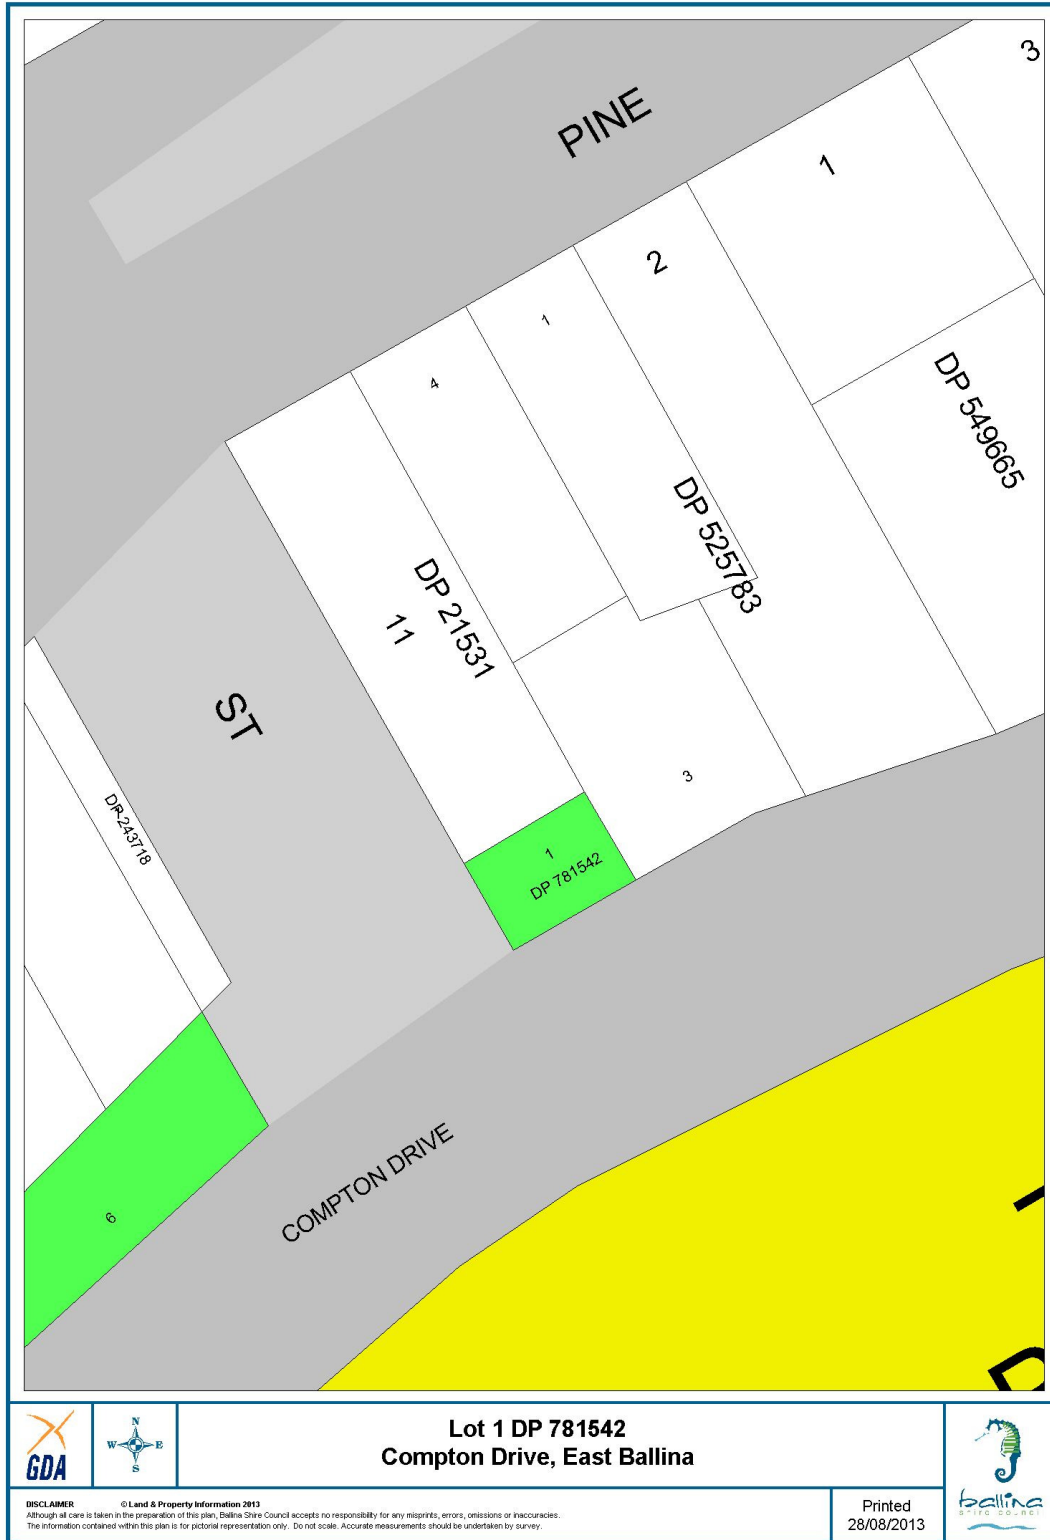 3
PINE
1
2
1
4
DP 549665
DP 525783
DP 21531
11
ST
3
DP 243718
1
DP 781542
6
COMPTON DRIVE
GDA
N
W E
S
Lot 1 DP 781542
Compton Drive, East Ballina
ballina
shire council
DISCLAIMER © Land & Property Information 2013
Although all care is taken in the preparation of this plan, Ballina Shire Council accepts no responsibility for any misprints, errors, omissions or inaccuracies.
The information contained within this plan is for pictorial representation only. Do not scale. Accurate measurements should be undertaken by survey.
Printed
28/08/2013